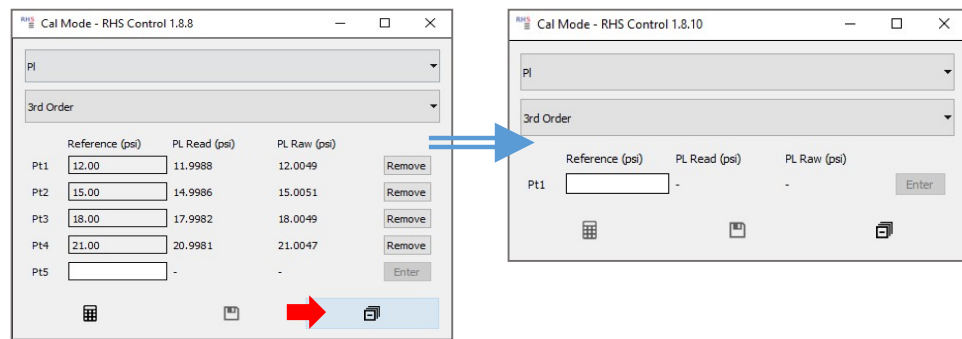 RHS Cal Mode - RHS Control 1.8.8
Pl
3rd Order
Reference (psi) PL Read (psi) PL Raw (psi)
Pt1 12.00 11.9988 12.0049 Remove
Pt2 15.00 14.9986 15.0051 Remove
Pt3 18.00 17.9982 18.0049 Remove
Pt4 21.00 20.9981 21.0047 Remove
Pt5 - - Enter
RHS Cal Mode - RHS Control 1.8.10
Pl
3rd Order
Reference (psi) PL Read (psi) PL Raw (psi)
Pt1 - - Enter